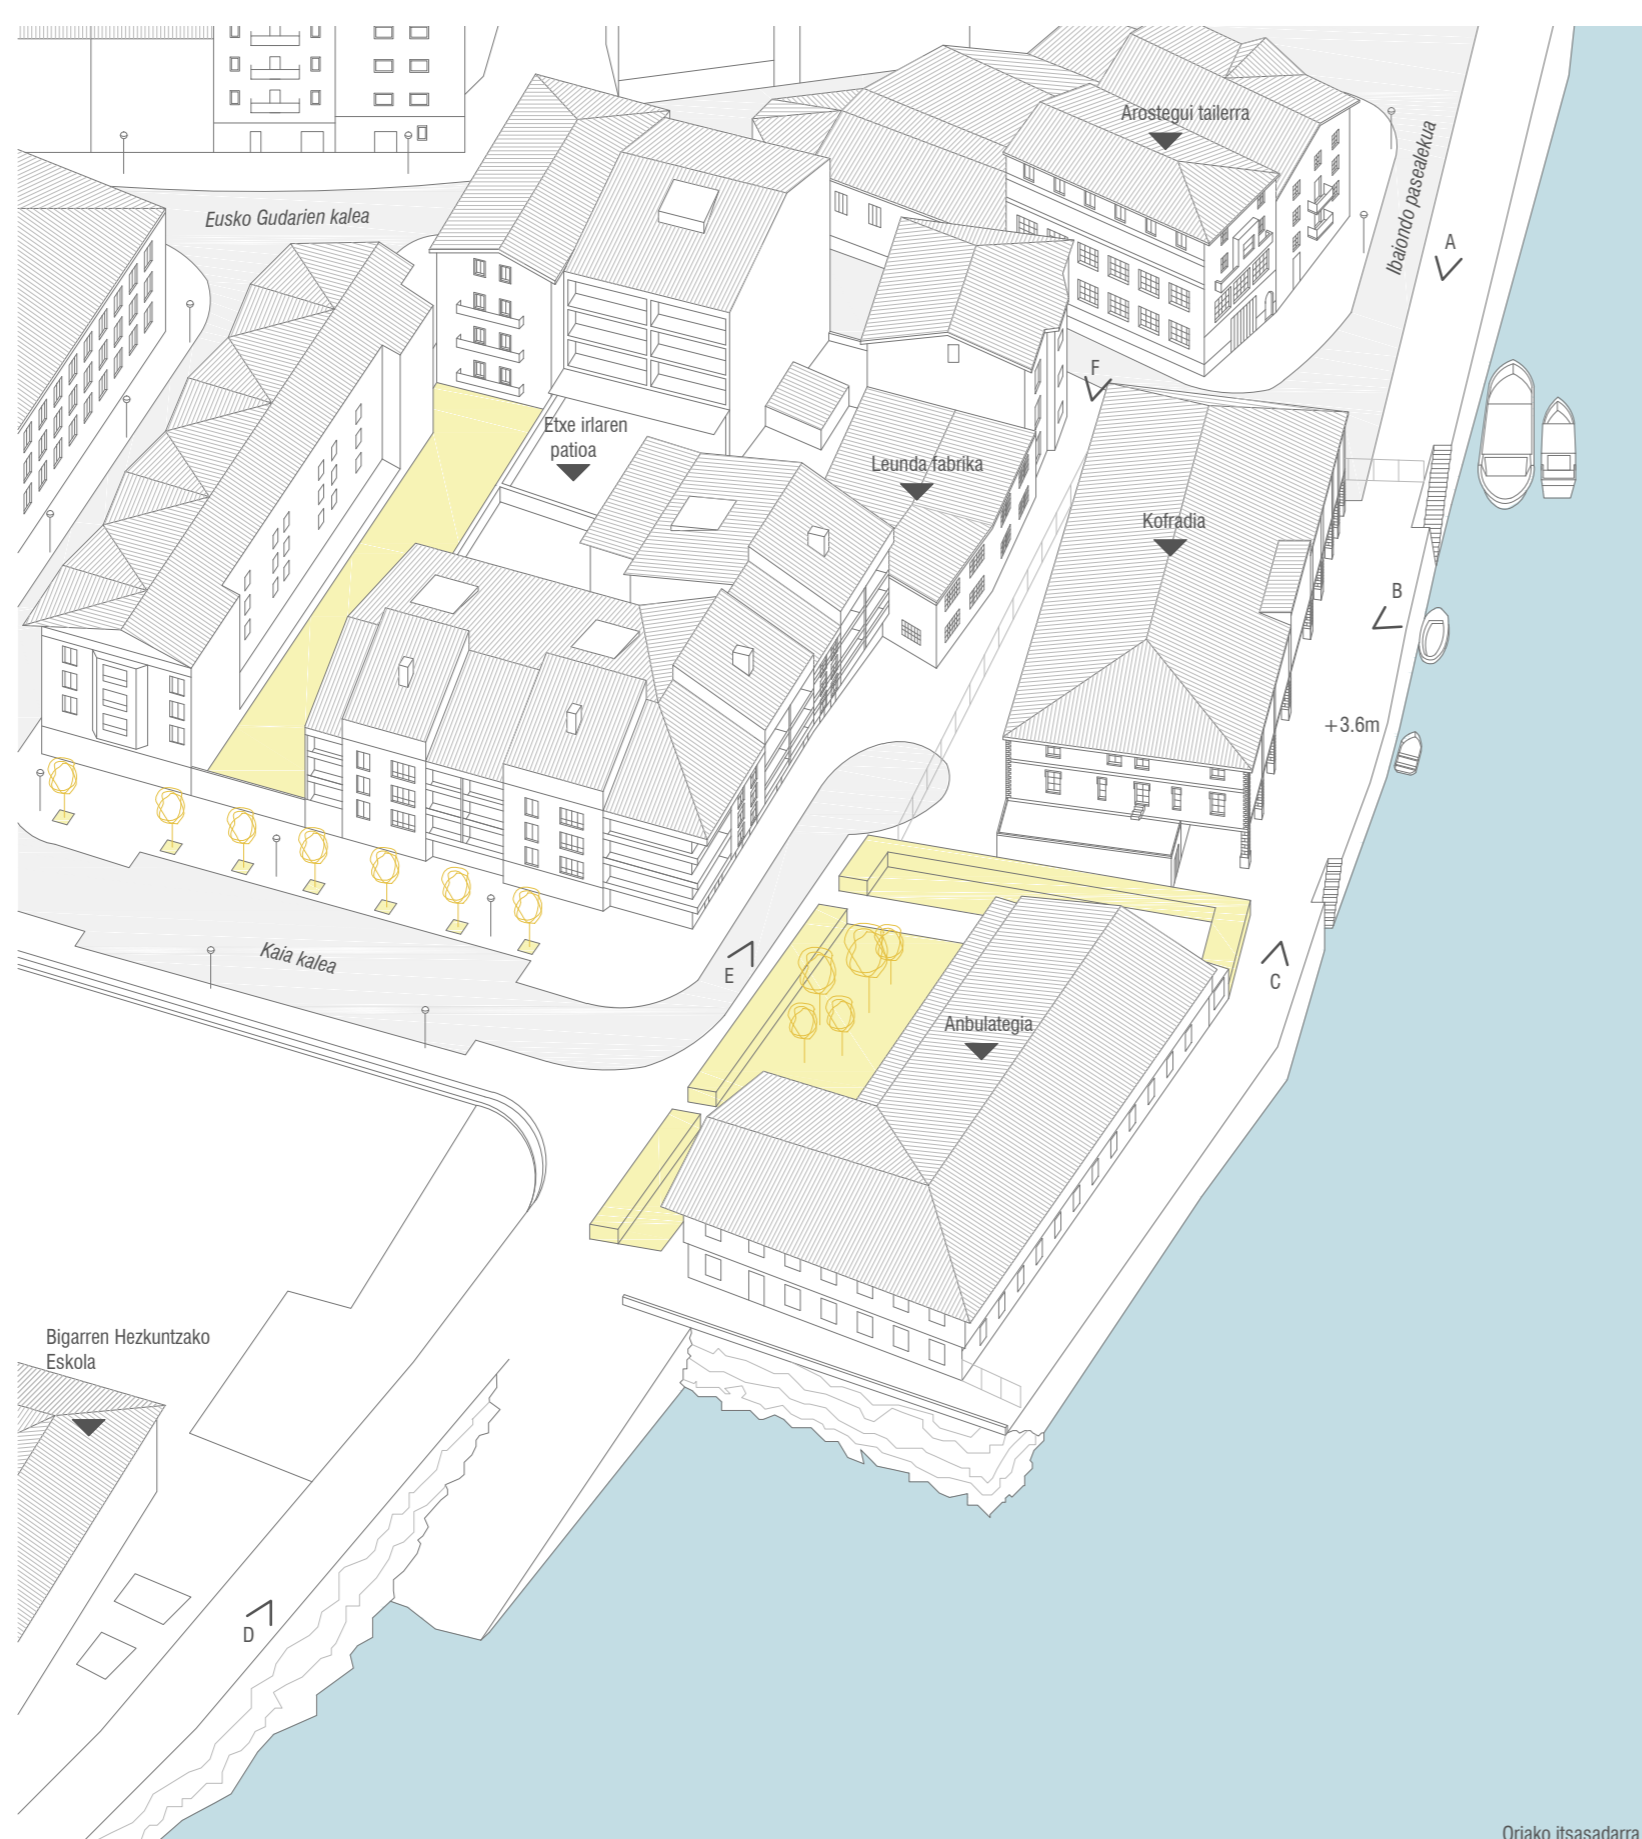 Arostegui tailerra
Eusko Gudarien kalea
Ibaiondo pasealekua
A
F
Etxe irlaren
patioa
Leunda fabrika
Kofradia
B
+3.6m
Kaia kalea
E
C
Anbulategia
Bigarren Hezkuntzako
Eskola
D
Oriako itsasadarra